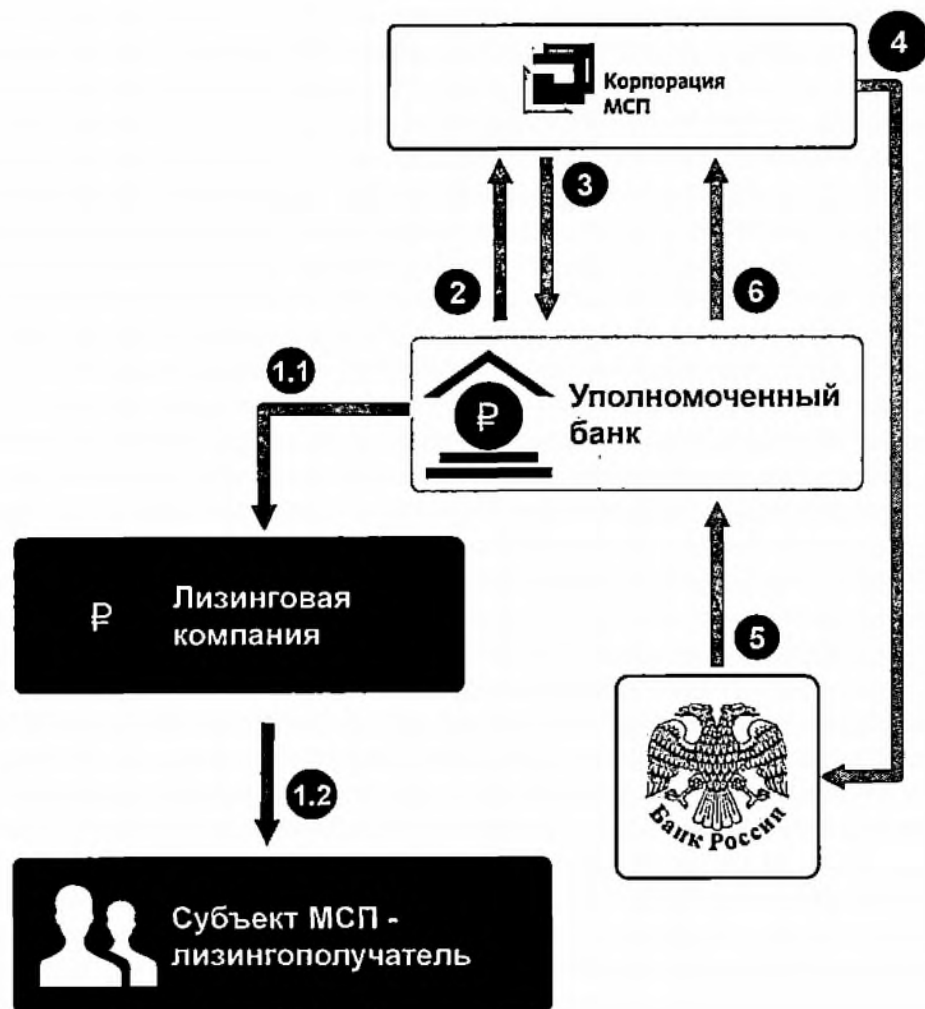 4
Корпорация
МСП
3
2
6
1.1
₽
Уполномоченный
банк
₽
Лизинговая
компания
5
1.2
Банк России
Субъект МСП -
лизингополучатель